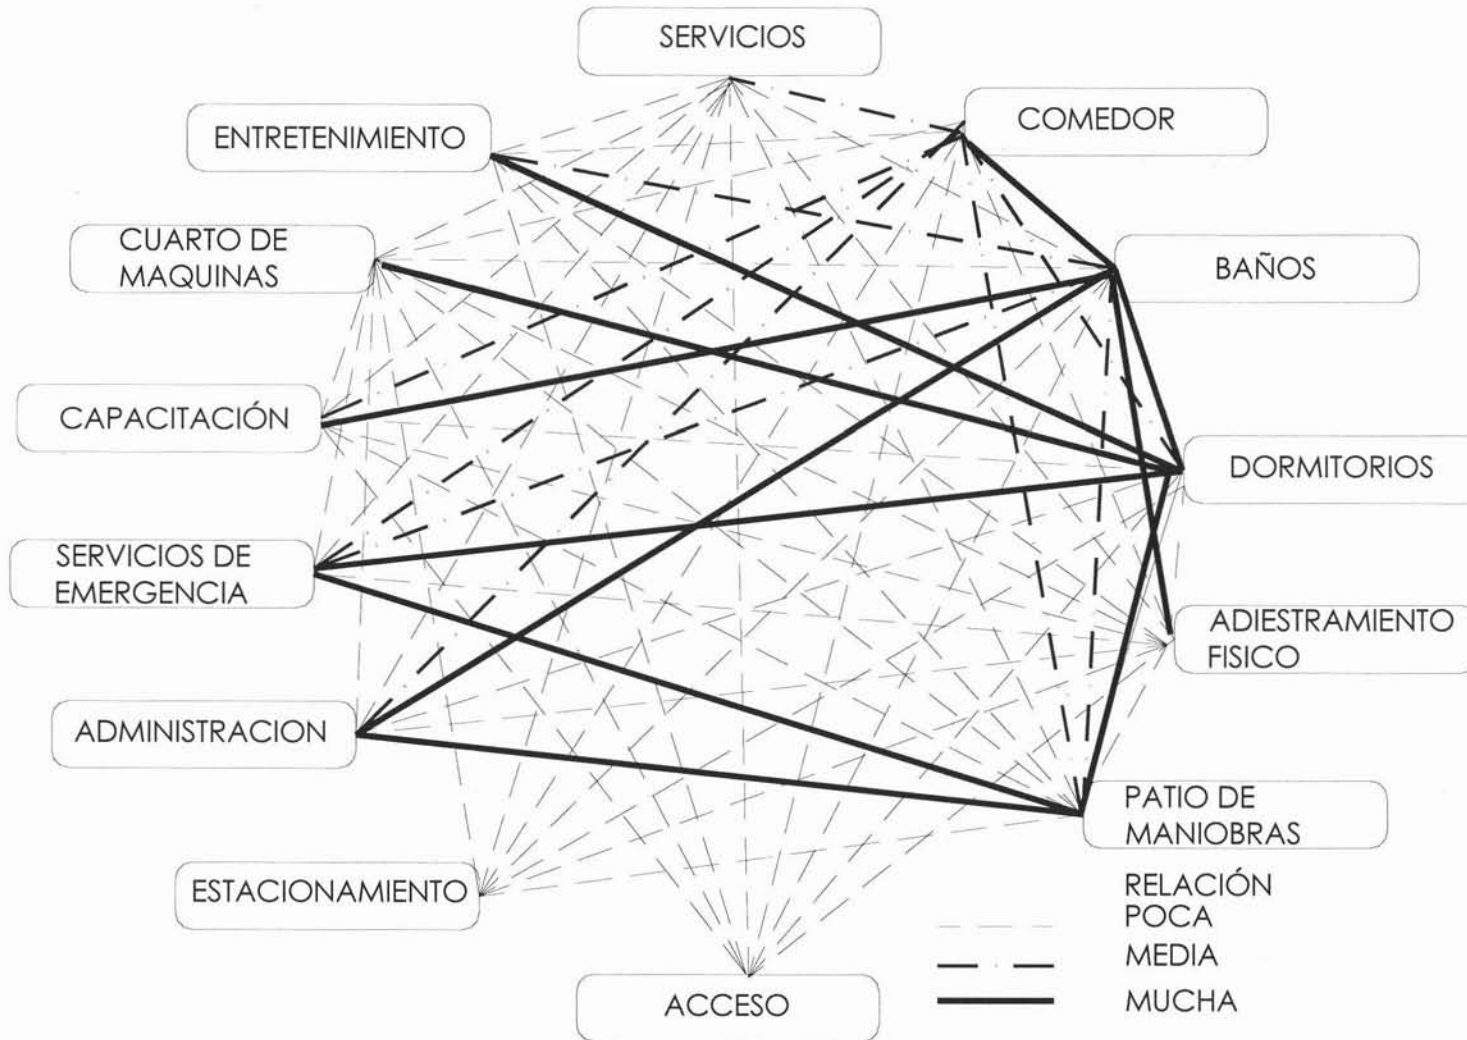 SERVICIOS
ENTRETENIMIENTO
COMEDOR
CUARTO DE
MAQUINAS
BAÑOS
CAPACITACIÓN
DORMITORIOS
SERVICIOS DE
EMERGENCIA
ADIESTRAMIENTO
FISICO
ADMINISTRACION
PATIO DE
MANIOBRAS
ESTACIONAMIENTO
ACCESO
RELACIÓN
POCA
MEDIA
MUCHA